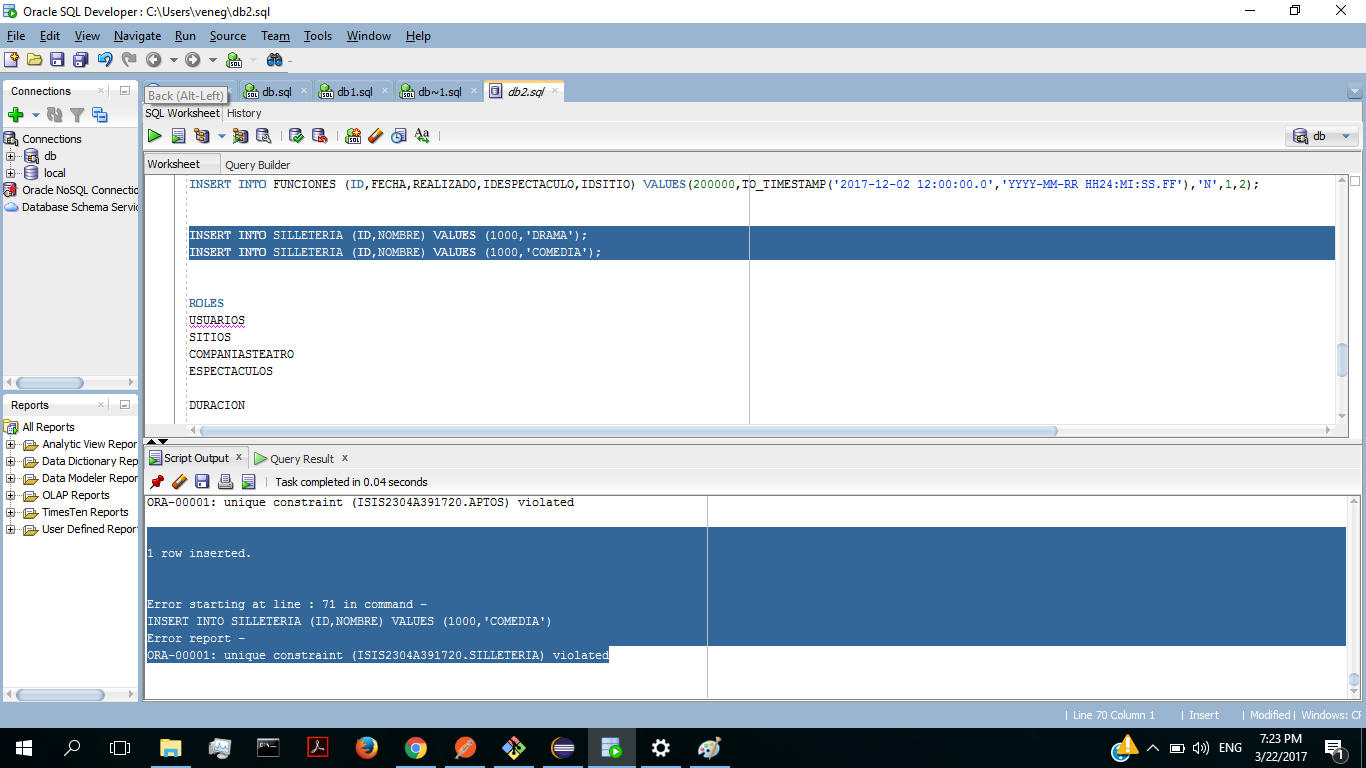 Oracle SQL Developer : C:\Users\veneg\db2.sql
File Edit View Navigate Run Source Team Tools Window Help
Connections
Connections
db
local
Oracle NoSQL Connectio
Database Schema Servic
Reports
All Reports
Analytic View Repor
Data Dictionary Rep
Data Modeler Repor
OLAP Reports
TimesTen Reports
User Defined Repor
Back (Alt-Left)
db.sql
db1.sql
db~1.sql
db2.sql
SQL Worksheet History
Aa
db
Worksheet Query Builder
INSERT INTO FUNCIONES (ID,FECHA,REALIZADO,IDESPECTACULO,IDSITIO) VALUES(200000,TO_TIMESTAMP('2017-12-02 12:00:00.0','YYYY-MM-RR HH24:MI:SS.FF'),'N',1,2);
INSERT INTO SILLETERIA (ID,NOMBRE) VALUES (1000,'DRAMA');
INSERT INTO SILLETERIA (ID,NOMBRE) VALUES (1000,'COMEDIA');
ROLES
USUARIOS
SITIOS
COMPANIASTEATRO
ESPECTACULOS
DURACION
Script Output Query Result
Task completed in 0.04 seconds
ORA-00001: unique constraint (ISIS2304A391720.APTOS) violated
1 row inserted.
Error starting at line : 71 in command -
INSERT INTO SILLETERIA (ID,NOMBRE) VALUES (1000,'COMEDIA')
Error report -
ORA-00001: unique constraint (ISIS2304A391720.SILLETERIA) violated
Line 70 Column 1 Insert Modified Windows: CF
ENG
7:23 PM
3/22/2017
1